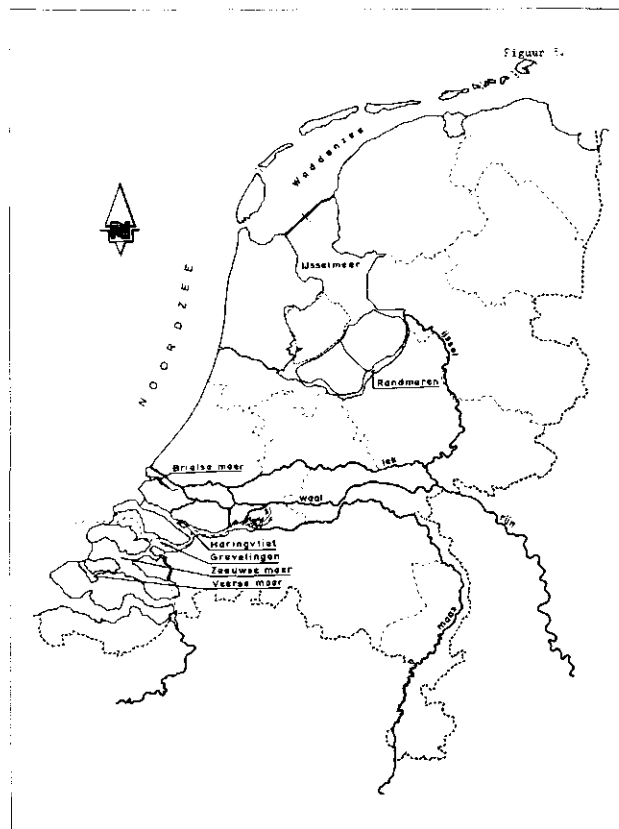 Figuur 5.
Waddenzee
NOORDZEE
IJsselmeer
ijssel
Randmeren
Brielse meer
lek
waal
rijn
Haringvliet
Grevelingen
Zeeuwse meer
Veerse meer
maas